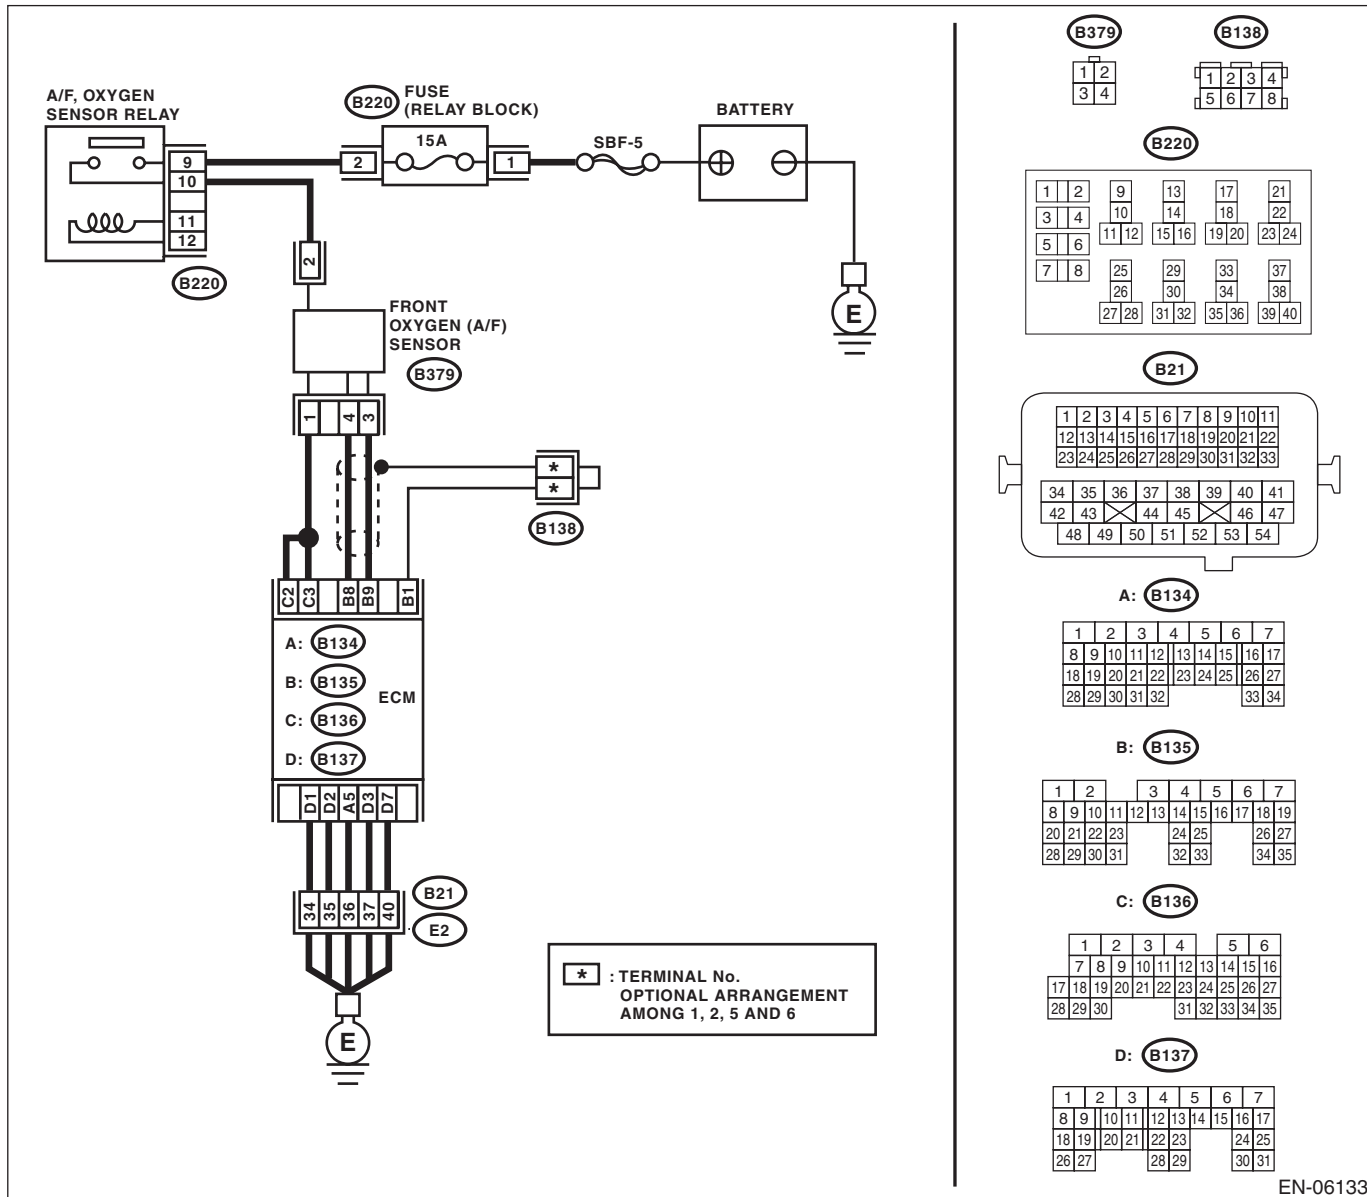 A/F, OXYGEN
SENSOR RELAY
9
10
11
12
B220
B220
FUSE
(RELAY BLOCK)
15A
2
1
SBF-5
BATTERY
E
2
FRONT
OXYGEN (A/F)
SENSOR
B379
1 4 3
*
*
B138
C2 C3 B8 B9 B1
A: B134
B: B135
C: B136
D: B137
ECM
D1 D2 A5 D3 D7
34 35 36 37 40
B21
E2
E
* : TERMINAL No.
OPTIONAL ARRANGEMENT
AMONG 1, 2, 5 AND 6
B379
1 2
3 4
B138
1 2 3 4
5 6 7 8
B220
1 2 9 13 17 21
3 4 10 14 18 22
11 12 15 16 19 20 23 24
5 6
7 8 25 29 33 37
26 30 34 38
27 28 31 32 35 36 39 40
B21
1 2 3 4 5 6 7 8 9 10 11
12 13 14 15 16 17 18 19 20 21 22
23 24 25 26 27 28 29 30 31 32 33
34 35 36 37 38 39 40 41
42 43 44 45 46 47
48 49 50 51 52 53 54
A: B134
1 2 3 4 5 6 7
8 9 10 11 12 13 14 15 16 17
18 19 20 21 22 23 24 25 26 27
28 29 30 31 32 33 34
B: B135
1 2 3 4 5 6 7
8 9 10 11 12 13 14 15 16 17 18 19
20 21 22 23 24 25 26 27
28 29 30 31 32 33 34 35
C: B136
1 2 3 4 5 6
7 8 9 10 11 12 13 14 15 16
17 18 19 20 21 22 23 24 25 26 27
28 29 30 31 32 33 34 35
D: B137
1 2 3 4 5 6 7
8 9 10 11 12 13 14 15 16 17
18 19 20 21 22 23 24 25
26 27 28 29 30 31
EN-06133